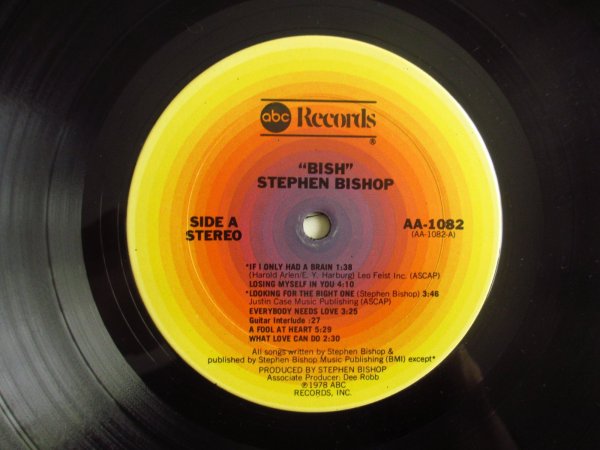 abc Records
®
"BISH"
STEPHEN BISHOP
SIDE A
STEREO
AA-1082
(AA-1082-A)
*IF I ONLY HAD A BRAIN 1:38
(Harold Arlen/E. Y. Harburg) Leo Feist Inc. (ASCAP)
LOSING MYSELF IN YOU 4:10
*LOOKING FOR THE RIGHT ONE (Stephen Bishop) 3:46
Justin Case Music Publishing (ASCAP)
EVERYBODY NEEDS LOVE 3:25
Guitar Interlude :27
A FOOL AT HEART 5:29
WHAT LOVE CAN DO 2:30
All songs written by Stephen Bishop &
published by Stephen Bishop Music Publishing (BMI) except*
PRODUCED BY STEPHEN BISHOP
Associate Producer: Dee Robb
℗1978 ABC
RECORDS, INC.